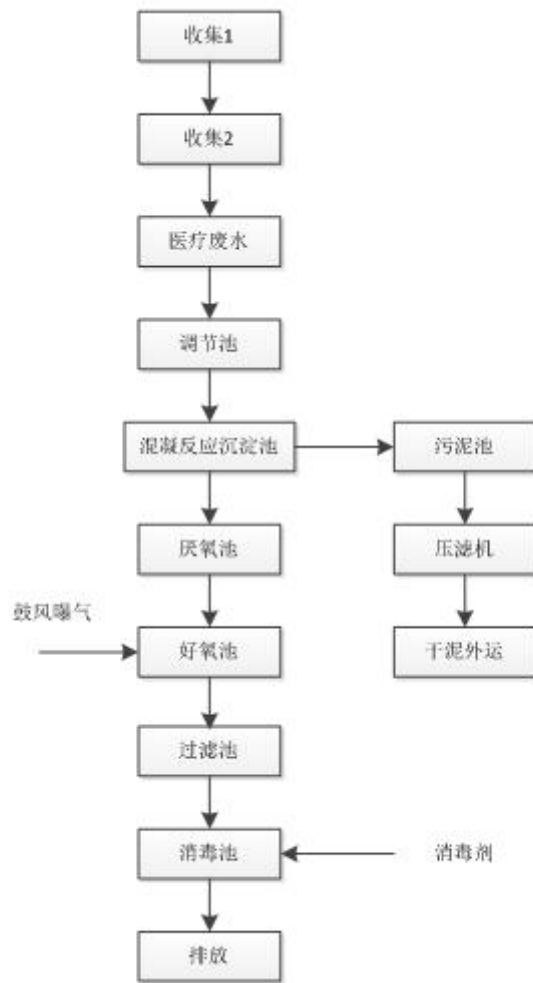 收集1
收集2
医疗废水
调节池
混凝反应沉淀池
污泥池
厌氧池
压滤机
鼓风曝气
好氧池
干泥外运
过滤池
消毒池
消毒剂
排放